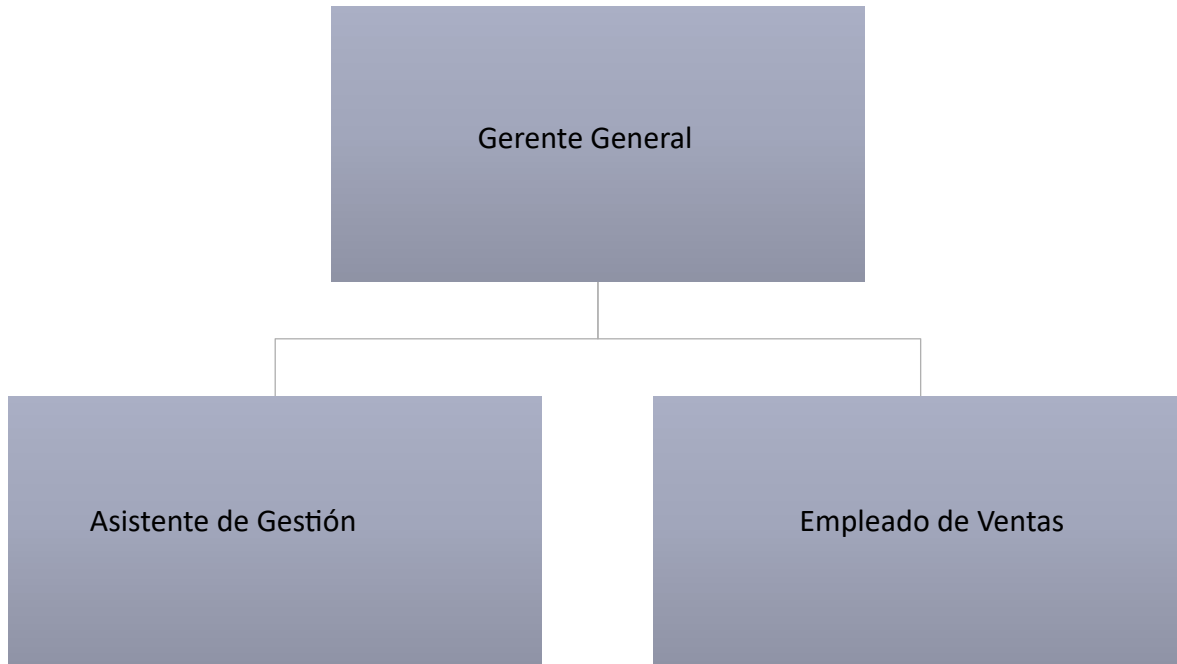 Gerente General
Asistente de Gestión
Empleado de Ventas